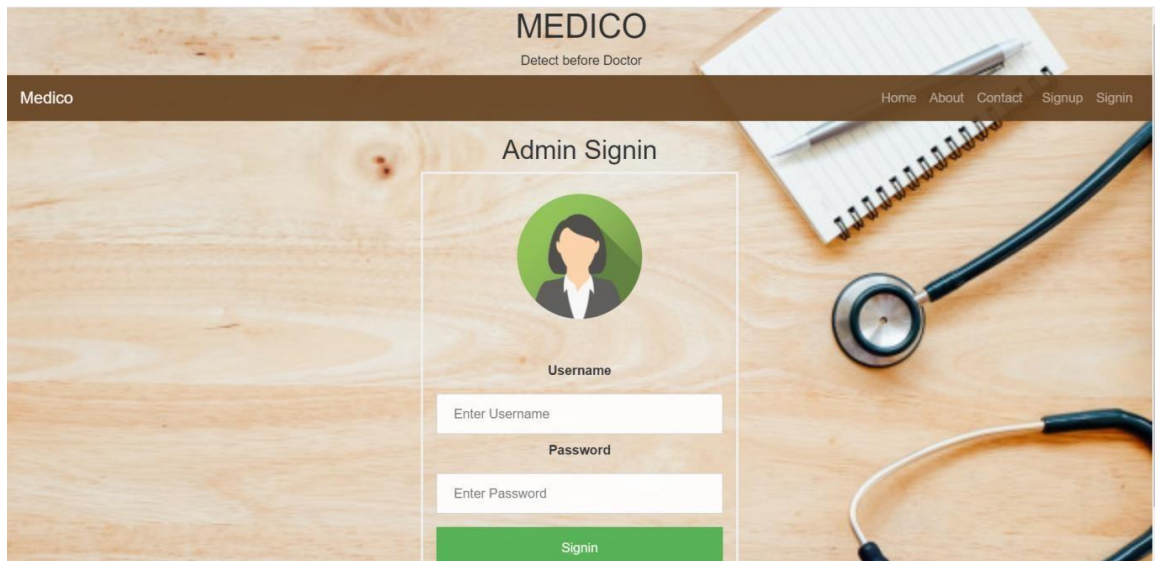 MEDICO
Detect before Doctor
Medico Home About Contact Signup Signin
Admin Signin
Username
Enter Username
Password
Enter Password
Signin